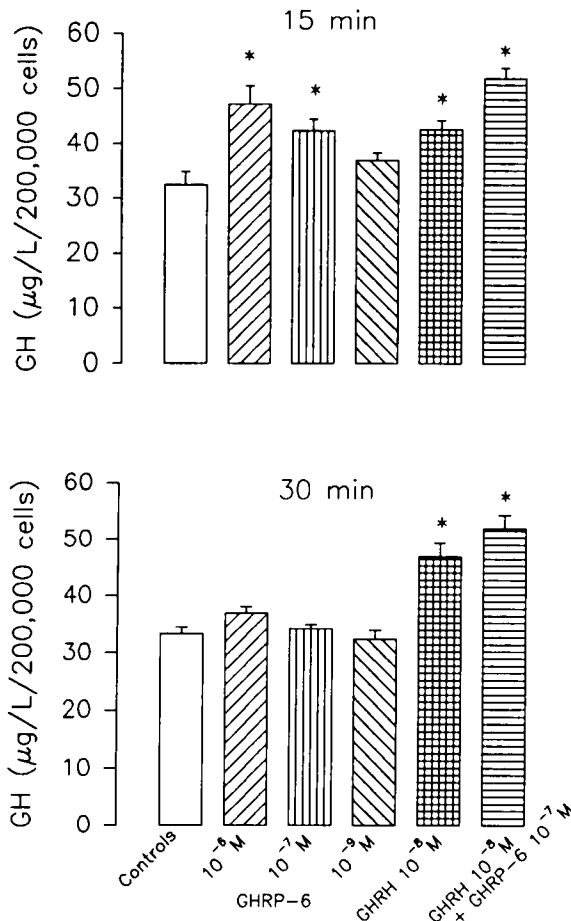 15 min
*
*
*
*
60
50
40
30
20
10
0
GH (µg/L/200,000 cells)
30 min
*
*
60
50
40
30
20
10
0
GH (µg/L/200,000 cells)
Controls
10⁻⁶ M
10⁻⁷ M
10⁻⁹ M
GHRP-6
GHRH 10⁻⁸ M
GHRH 10⁻⁸ M
+
GHRP-6 10⁻⁷ M